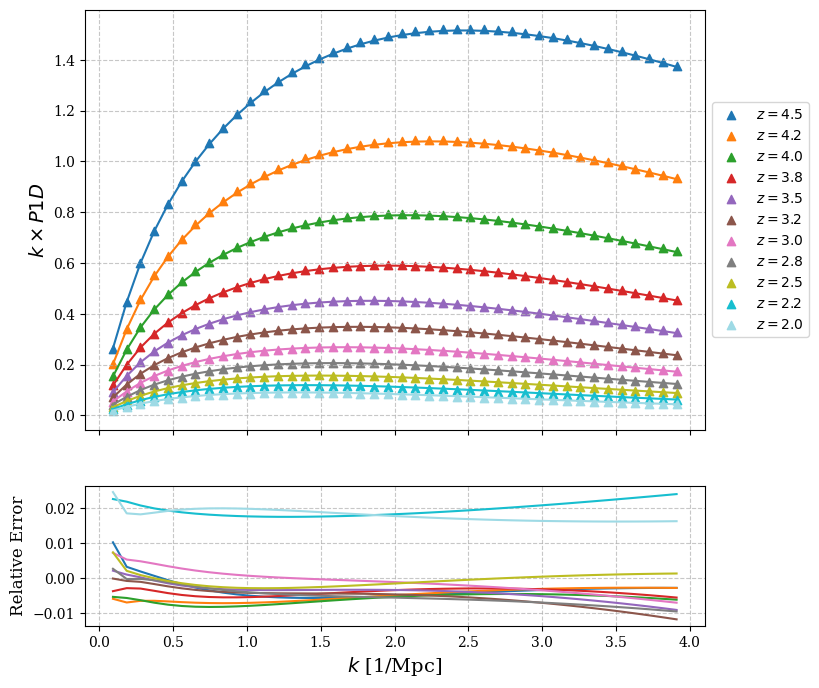 1.4
1.2
1.0
0.8
0.6
0.4
0.2
0.0
k × P1D
z = 4.5
z = 4.2
z = 4.0
z = 3.8
z = 3.5
z = 3.2
z = 3.0
z = 2.8
z = 2.5
z = 2.2
z = 2.0
0.02
0.01
0.00
−0.01
Relative Error
0.0 0.5 1.0 1.5 2.0 2.5 3.0 3.5 4.0
k [1/Mpc]